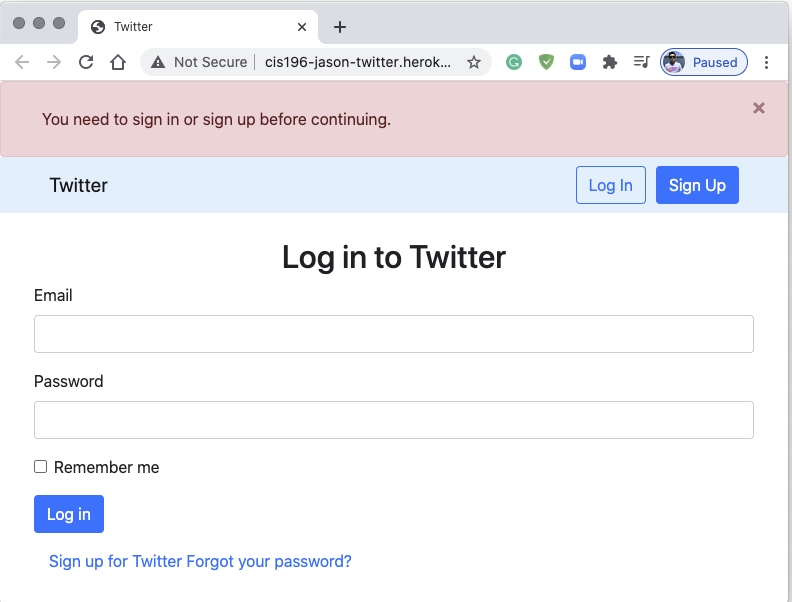 Twitter
Not Secure cis196-jason-twitter.herok...
Paused
You need to sign in or sign up before continuing.
Twitter
Log In
Sign Up
Log in to Twitter
Email
Password
Remember me
Log in
Sign up for Twitter Forgot your password?